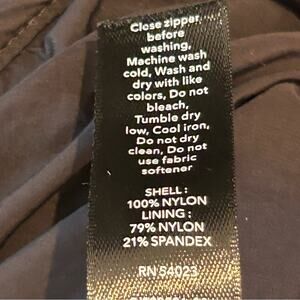 Close zipper
before
washing,
Machine wash
cold, Wash and
dry with like
colors, Do not
bleach,
Tumble dry
low, Cool iron,
Do not dry
clean, Do not
use fabric
softener
SHELL :
100% NYLON
LINING :
79% NYLON
21% SPANDEX
RN 54023